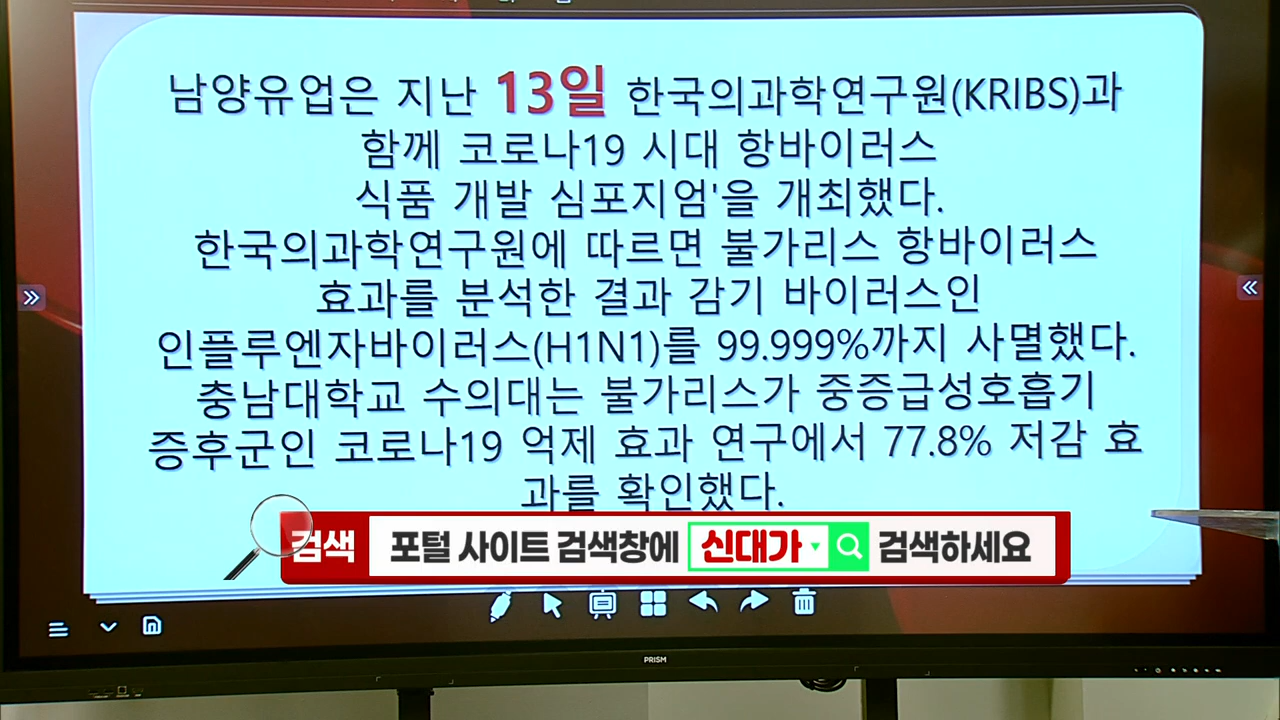 남양유업은 지난 13일 한국의과학연구원(KRIBS)과
함께 코로나19 시대 항바이러스
식품 개발 심포지엄'을 개최했다.
한국의과학연구원에 따르면 불가리스 항바이러스
효과를 분석한 결과 감기 바이러스인
인플루엔자바이러스(H1N1)를 99.999%까지 사멸했다.
충남대학교 수의대는 불가리스가 중증급성호흡기
증후군인 코로나19 억제 효과 연구에서 77.8% 저감 효
과를 확인했다.
검색 포털 사이트 검색창에 신대가 검색하세요
PRISM